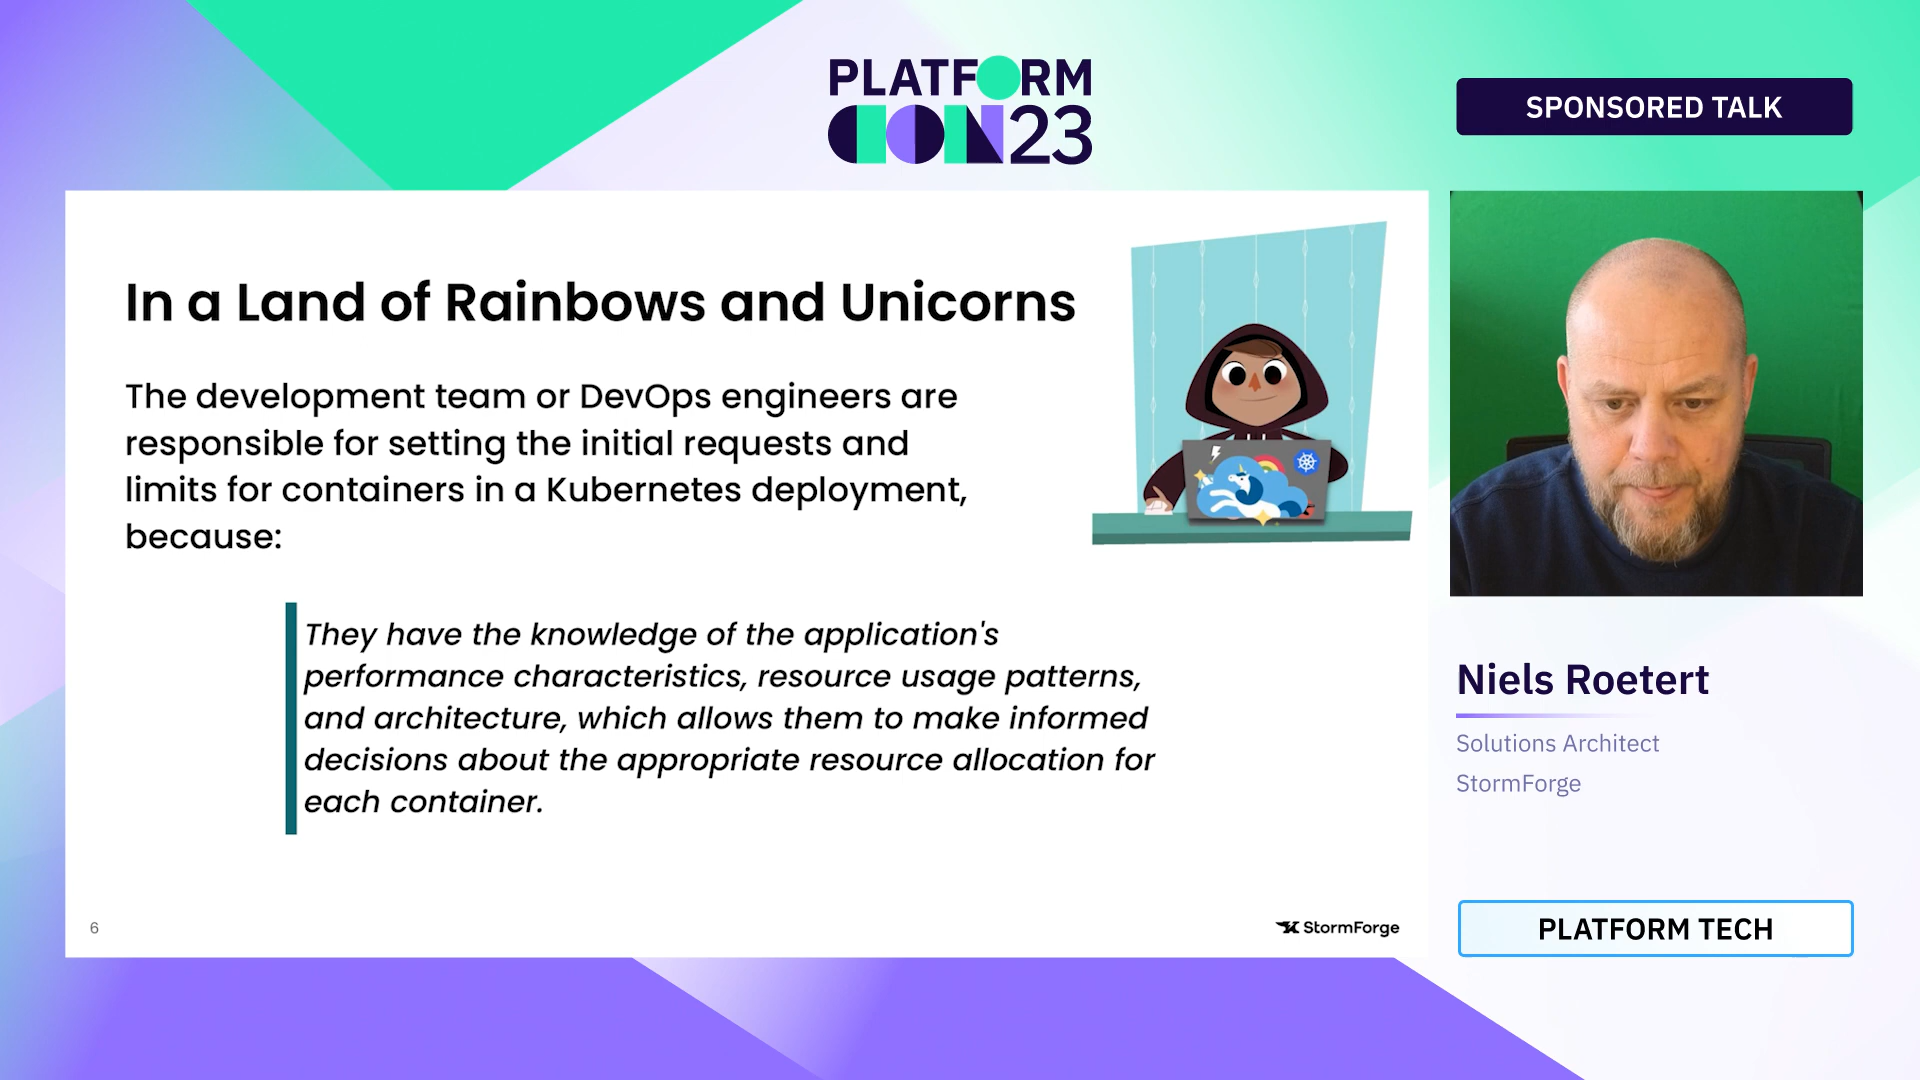 PLATFORM
CON23
SPONSORED TALK
In a Land of Rainbows and Unicorns
The development team or DevOps engineers are
responsible for setting the initial requests and
limits for containers in a Kubernetes deployment,
because:
They have the knowledge of the application's
performance characteristics, resource usage patterns,
and architecture, which allows them to make informed
decisions about the appropriate resource allocation for
each container.
6
StormForge
Niels Roetert
Solutions Architect
StormForge
PLATFORM TECH